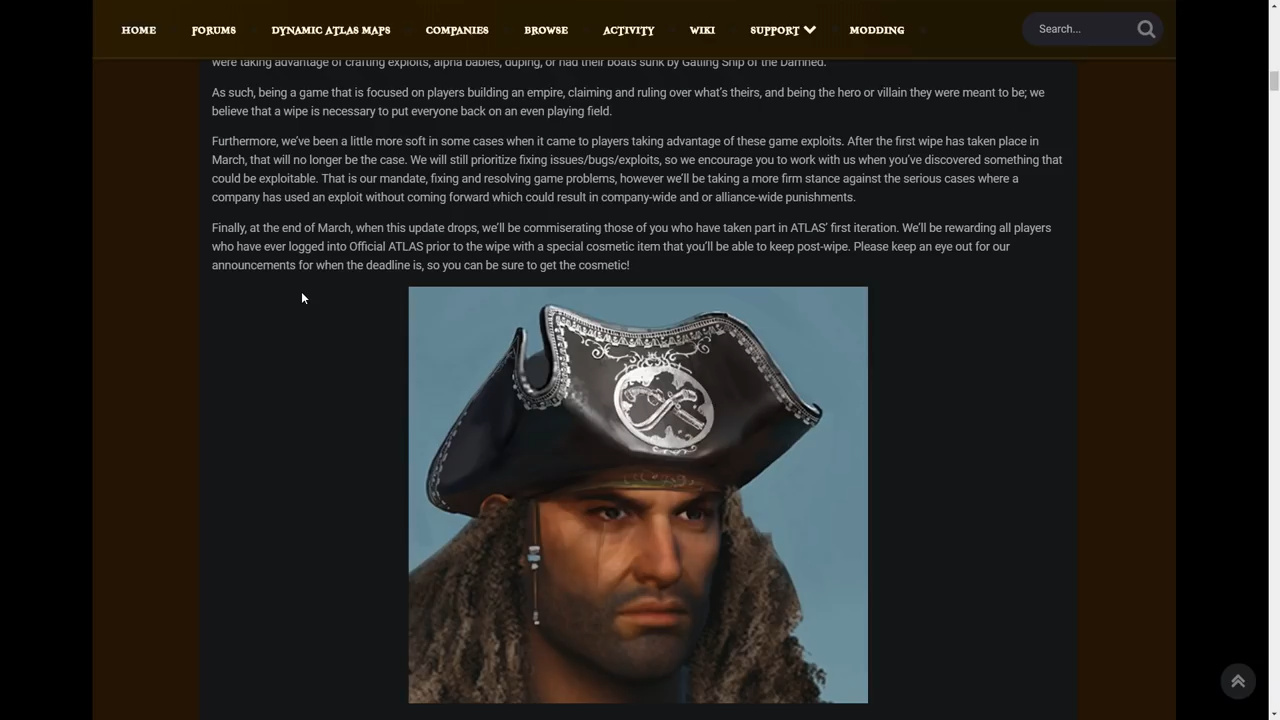 HOME FORUMS DYNAMIC ATLAS MAPS COMPANIES BROWSE ACTIVITY WIKI SUPPORT MODDING Search...
were taking advantage of crafting exploits, alpha babies, duping, or had their boats sunk by Gatling Ship of the Damned.
As such, being a game that is focused on players building an empire, claiming and ruling over what's theirs, and being the hero or villain they were meant to be; we
believe that a wipe is necessary to put everyone back on an even playing field.
Furthermore, we've been a little more soft in some cases when it came to players taking advantage of these game exploits. After the first wipe has taken place in
March, that will no longer be the case. We will still prioritize fixing issues/bugs/exploits, so we encourage you to work with us when you've discovered something that
could be exploitable. That is our mandate, fixing and resolving game problems, however we'll be taking a more firm stance against the serious cases where a
company has used an exploit without coming forward which could result in company-wide and or alliance-wide punishments.
Finally, at the end of March, when this update drops, we'll be commiserating those of you who have taken part in ATLAS' first iteration. We'll be rewarding all players
who have ever logged into Official ATLAS prior to the wipe with a special cosmetic item that you'll be able to keep post-wipe. Please keep an eye out for our
announcements for when the deadline is, so you can be sure to get the cosmetic!